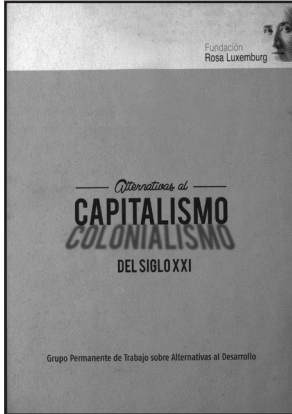 Fundación
Rosa Luxemburg
Alternativas al
CAPITALISMO
COLONIALISMO
DEL SIGLO XXI
Grupo Permanente de Trabajo sobre Alternativas al Desarrollo